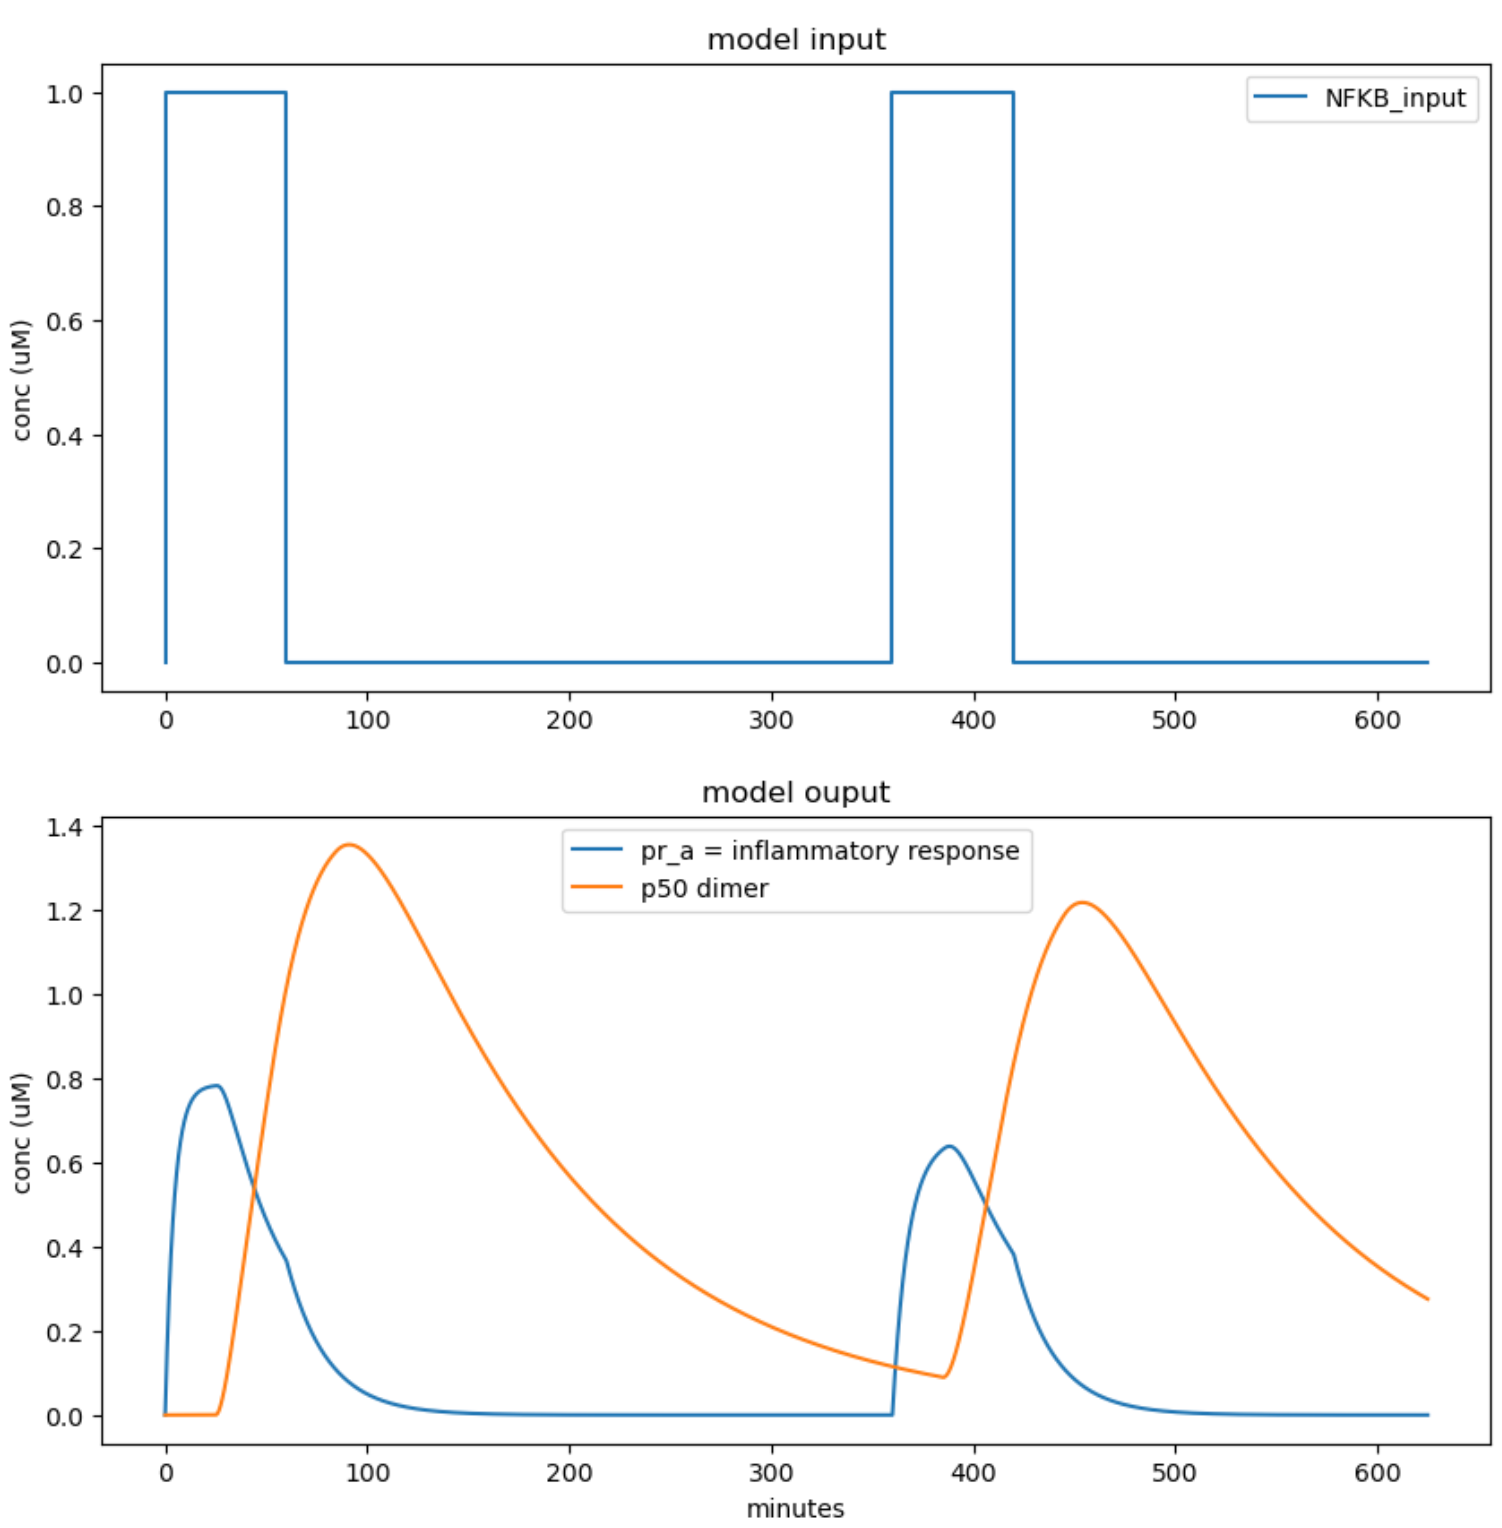 model input
NFKB_input
1.0
0.8
0.6
0.4
0.2
0.0
conc (uM)
0 100 200 300 400 500 600
model ouput
pr_a = inflammatory response
p50 dimer
1.4
1.2
1.0
0.8
0.6
0.4
0.2
0.0
conc (uM)
0 100 200 300 400 500 600
minutes